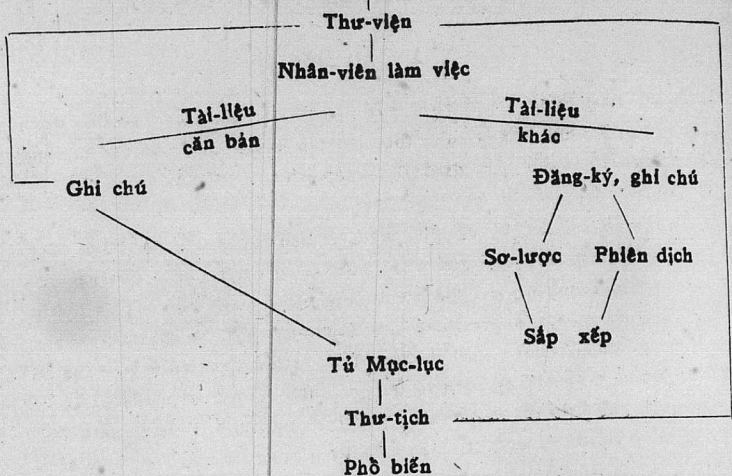 Thư-viện
Nhân-viên làm việc
Tài-liệu
căn bản
Tài-liệu
khác
Ghi chú
Đăng-ký, ghi chú
Sơ-lược Phiên dịch
Sắp xếp
Tủ Mục-lục
Thư-tịch
Phổ biến